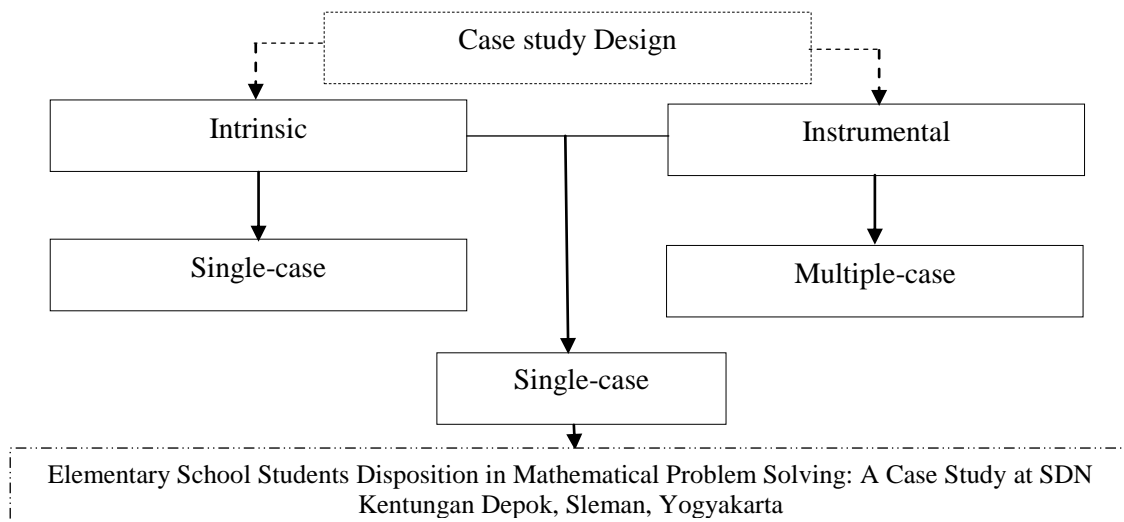 Case study Design
Intrinsic
Instrumental
Single-case
Multiple-case
Single-case
Elementary School Students Disposition in Mathematical Problem Solving: A Case Study at SDN
Kentungan Depok, Sleman, Yogyakarta